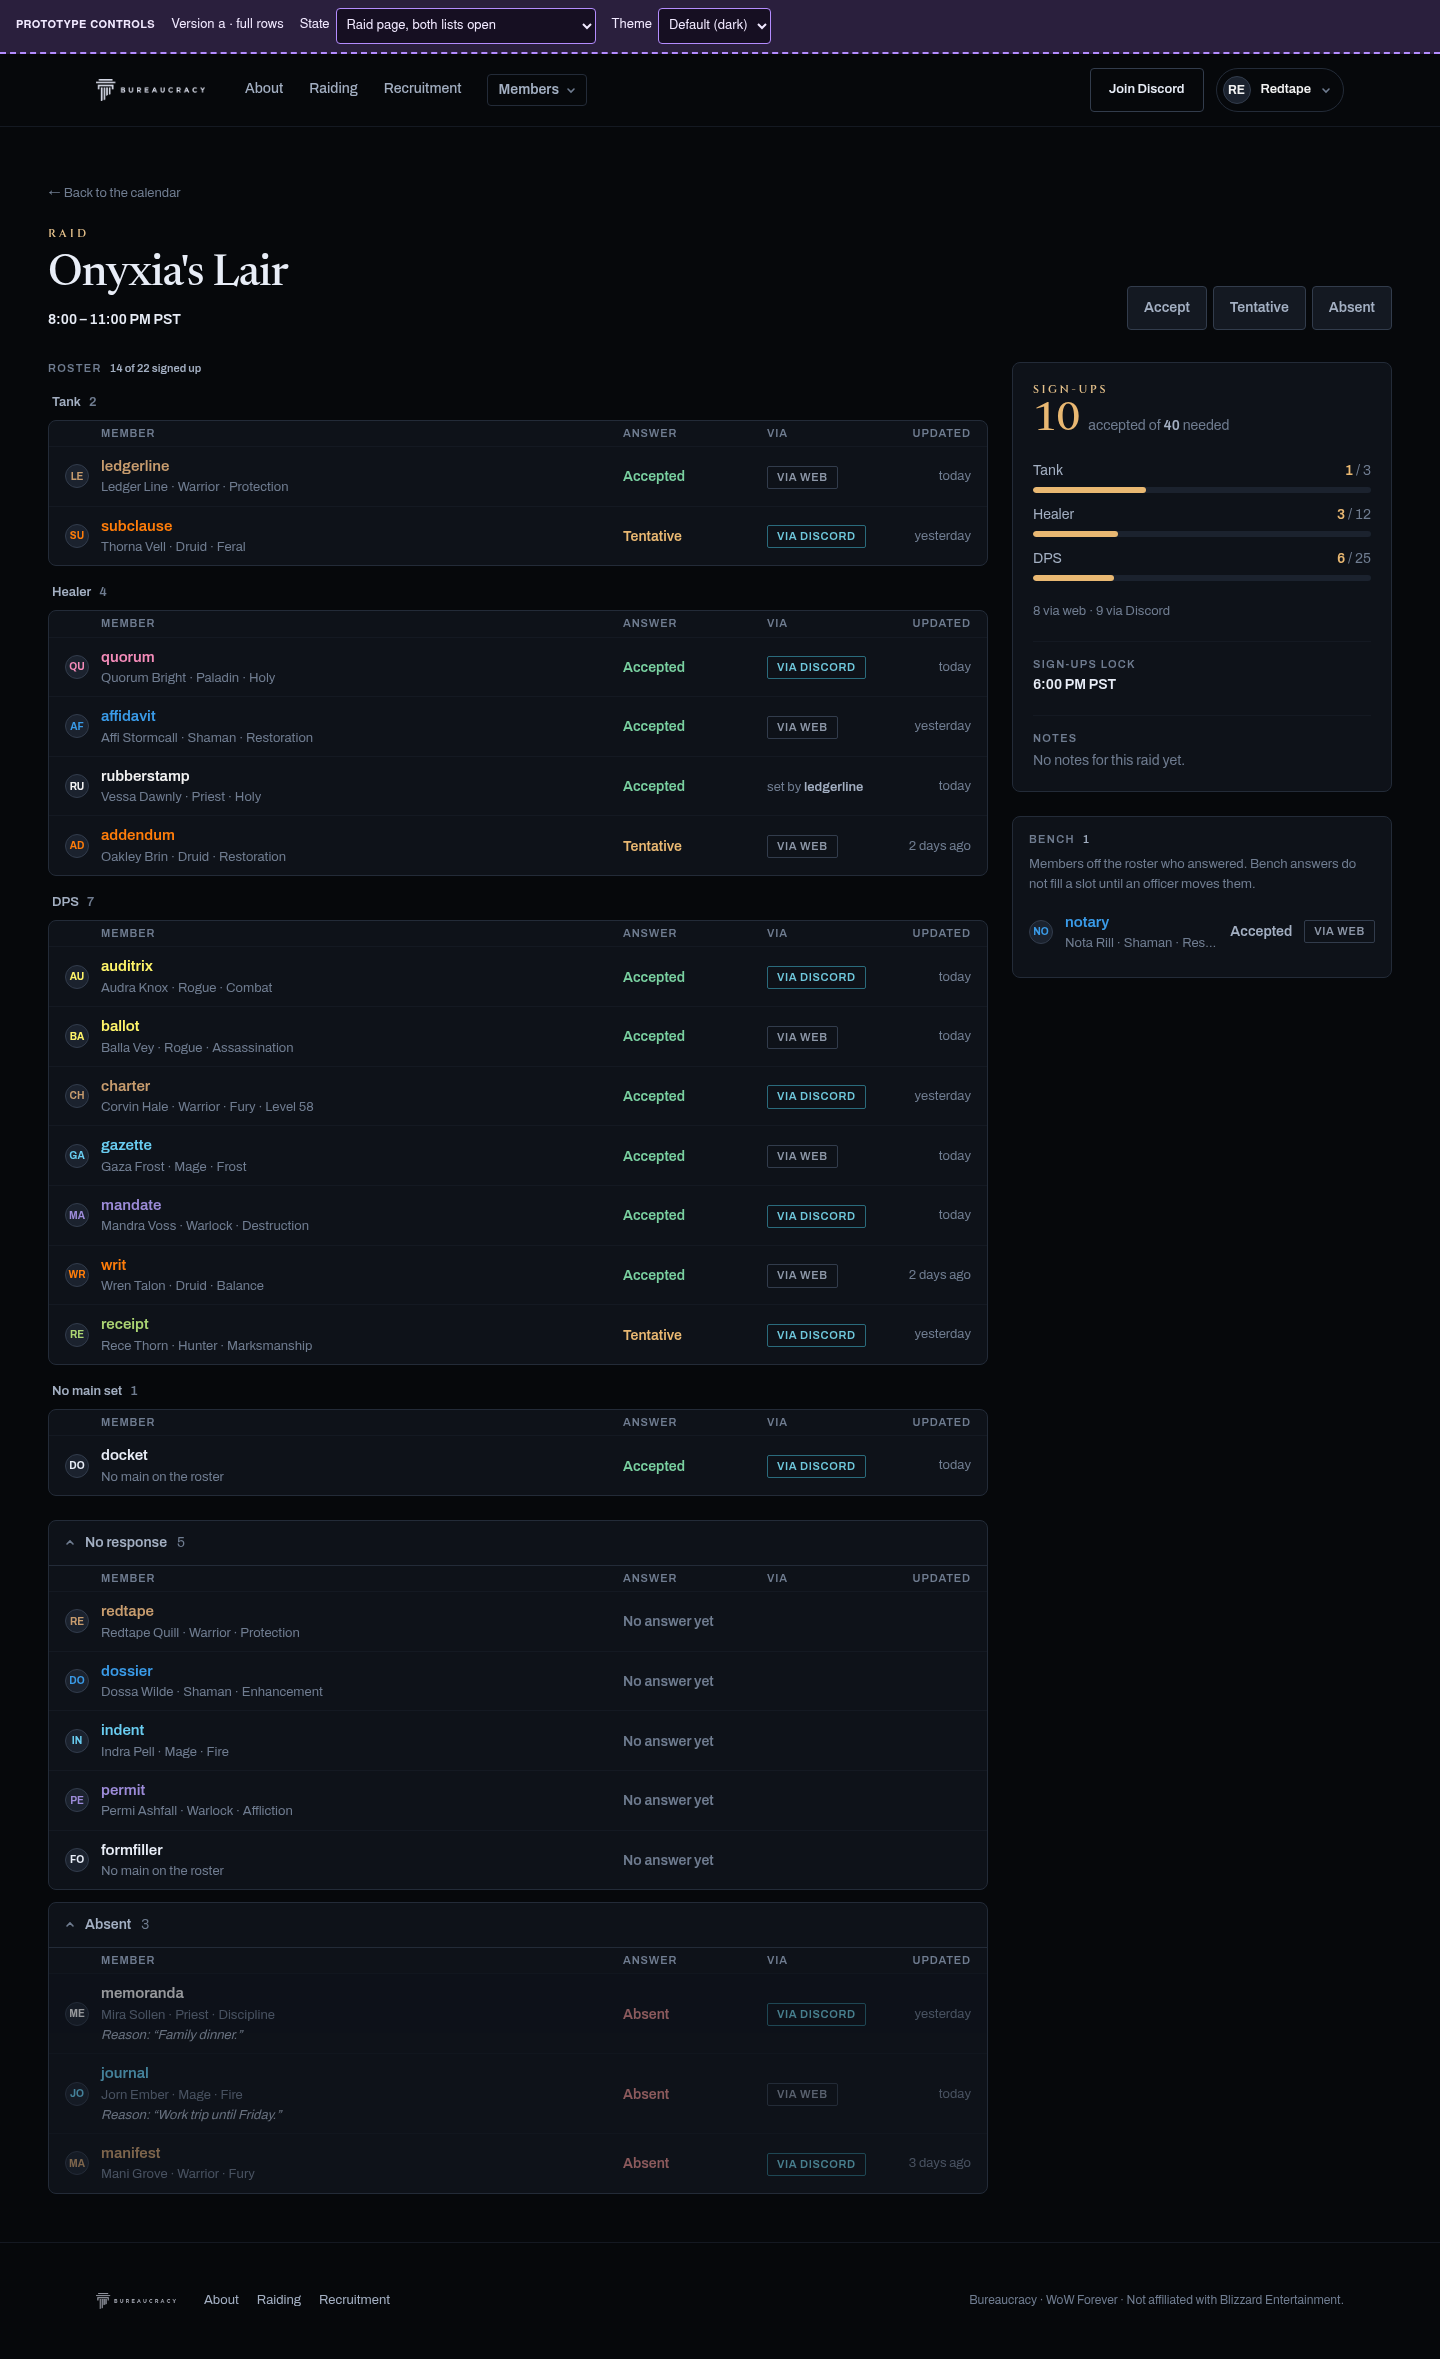 PROTOTYPE CONTROLS Version a · full rows State Raid page, both lists open Theme Default (dark)
BUREAUCRACY About Raiding Recruitment Members Join Discord RE Redtape
← Back to the calendar
RAID
Onyxia's Lair
8:00 – 11:00 PM PST
Accept Tentative Absent
ROSTER 14 of 22 signed up
Tank 2
MEMBER ANSWER VIA UPDATED
LE ledgerline Accepted VIA WEB today
Ledger Line · Warrior · Protection
SU subclause Tentative VIA DISCORD yesterday
Thorna Vell · Druid · Feral
Healer 4
MEMBER ANSWER VIA UPDATED
QU quorum Accepted VIA DISCORD today
Quorum Bright · Paladin · Holy
AF affidavit Accepted VIA WEB yesterday
Affi Stormcall · Shaman · Restoration
RU rubberstamp Accepted set by ledgerline today
Vessa Dawnly · Priest · Holy
AD addendum Tentative VIA WEB 2 days ago
Oakley Brin · Druid · Restoration
DPS 7
MEMBER ANSWER VIA UPDATED
AU auditrix Accepted VIA DISCORD today
Audra Knox · Rogue · Combat
BA ballot Accepted VIA WEB today
Balla Vey · Rogue · Assassination
CH charter Accepted VIA DISCORD yesterday
Corvin Hale · Warrior · Fury · Level 58
GA gazette Accepted VIA WEB today
Gaza Frost · Mage · Frost
MA mandate Accepted VIA DISCORD today
Mandra Voss · Warlock · Destruction
WR writ Accepted VIA WEB 2 days ago
Wren Talon · Druid · Balance
RE receipt Tentative VIA DISCORD yesterday
Rece Thorn · Hunter · Marksmanship
No main set 1
MEMBER ANSWER VIA UPDATED
DO docket Accepted VIA DISCORD today
No main on the roster
No response 5
MEMBER ANSWER VIA UPDATED
RE redtape No answer yet
Redtape Quill · Warrior · Protection
DO dossier No answer yet
Dossa Wilde · Shaman · Enhancement
IN indent No answer yet
Indra Pell · Mage · Fire
PE permit No answer yet
Permi Ashfall · Warlock · Affliction
FO formfiller No answer yet
No main on the roster
Absent 3
MEMBER ANSWER VIA UPDATED
ME memoranda Absent VIA DISCORD yesterday
Mira Sollen · Priest · Discipline
Reason: “Family dinner.”
JO journal Absent VIA WEB today
Jorn Ember · Mage · Fire
Reason: “Work trip until Friday.”
MA manifest Absent VIA DISCORD 3 days ago
Mani Grove · Warrior · Fury
SIGN-UPS
10 accepted of 40 needed
Tank 1 / 3
Healer 3 / 12
DPS 6 / 25
8 via web · 9 via Discord
SIGN-UPS LOCK
6:00 PM PST
NOTES
No notes for this raid yet.
BENCH 1
Members off the roster who answered. Bench answers do
not fill a slot until an officer moves them.
NO notary Accepted VIA WEB
Nota Rill · Shaman · Res...
BUREAUCRACY About Raiding Recruitment
Bureaucracy · WoW Forever · Not affiliated with Blizzard Entertainment.